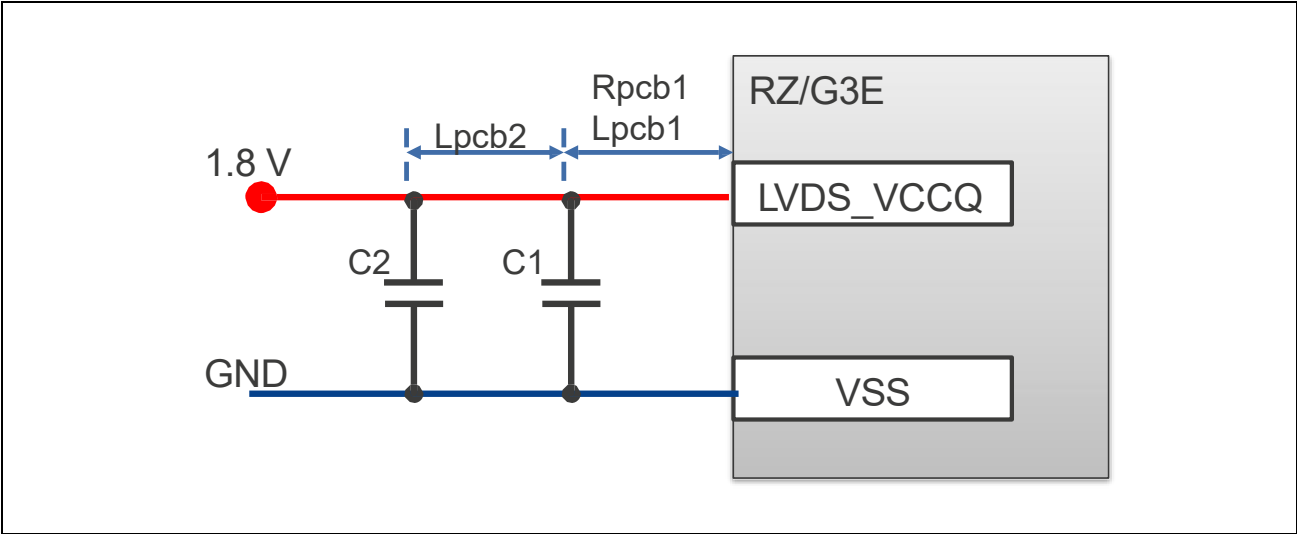 Rpcb1
Lpcb1
RZ/G3E
Lpcb2
1.8 V
LVDS_VCCQ
C2
C1
GND
VSS